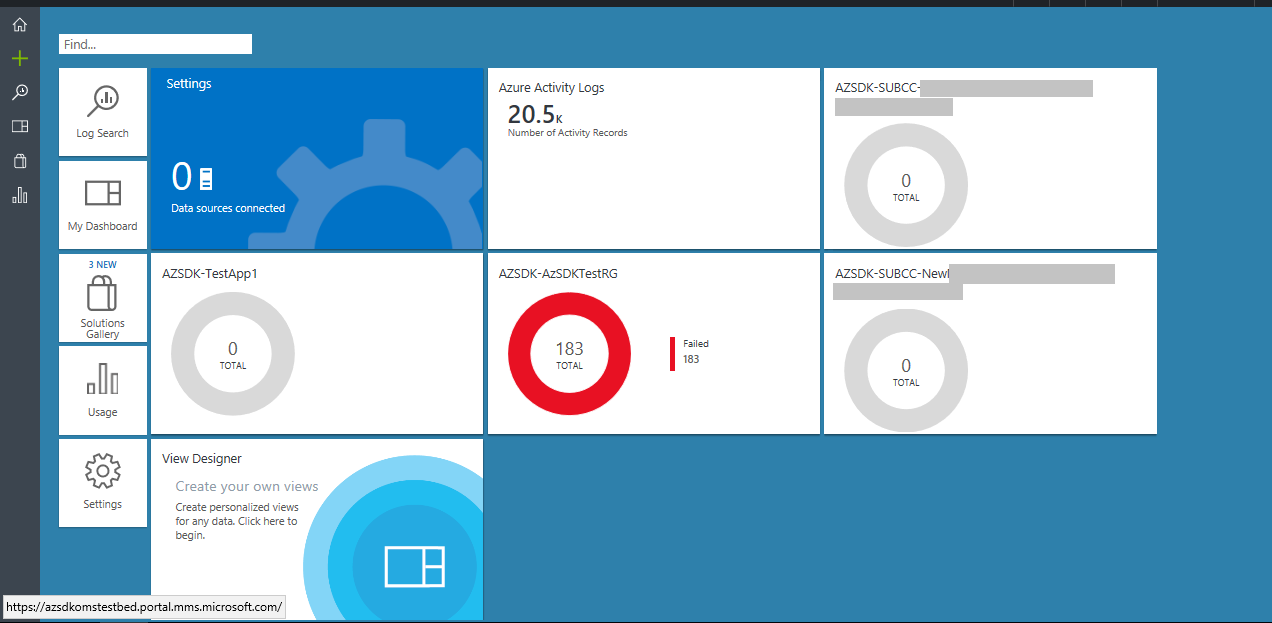 Find...
Log Search
My Dashboard
3 NEW
Solutions
Gallery
Usage
Settings
Settings
0
Data sources connected
Azure Activity Logs
20.5K
Number of Activity Records
AZSDK-SUBCC-
0
TOTAL
AZSDK-TestApp1
0
TOTAL
AZSDK-AzSDKTestRG
183
TOTAL
Failed
183
AZSDK-SUBCC-New
0
TOTAL
View Designer
Create your own views
Create personalized views
for any data. Click here to
begin.
https://azsdkomstestbed.portal.mms.microsoft.com/